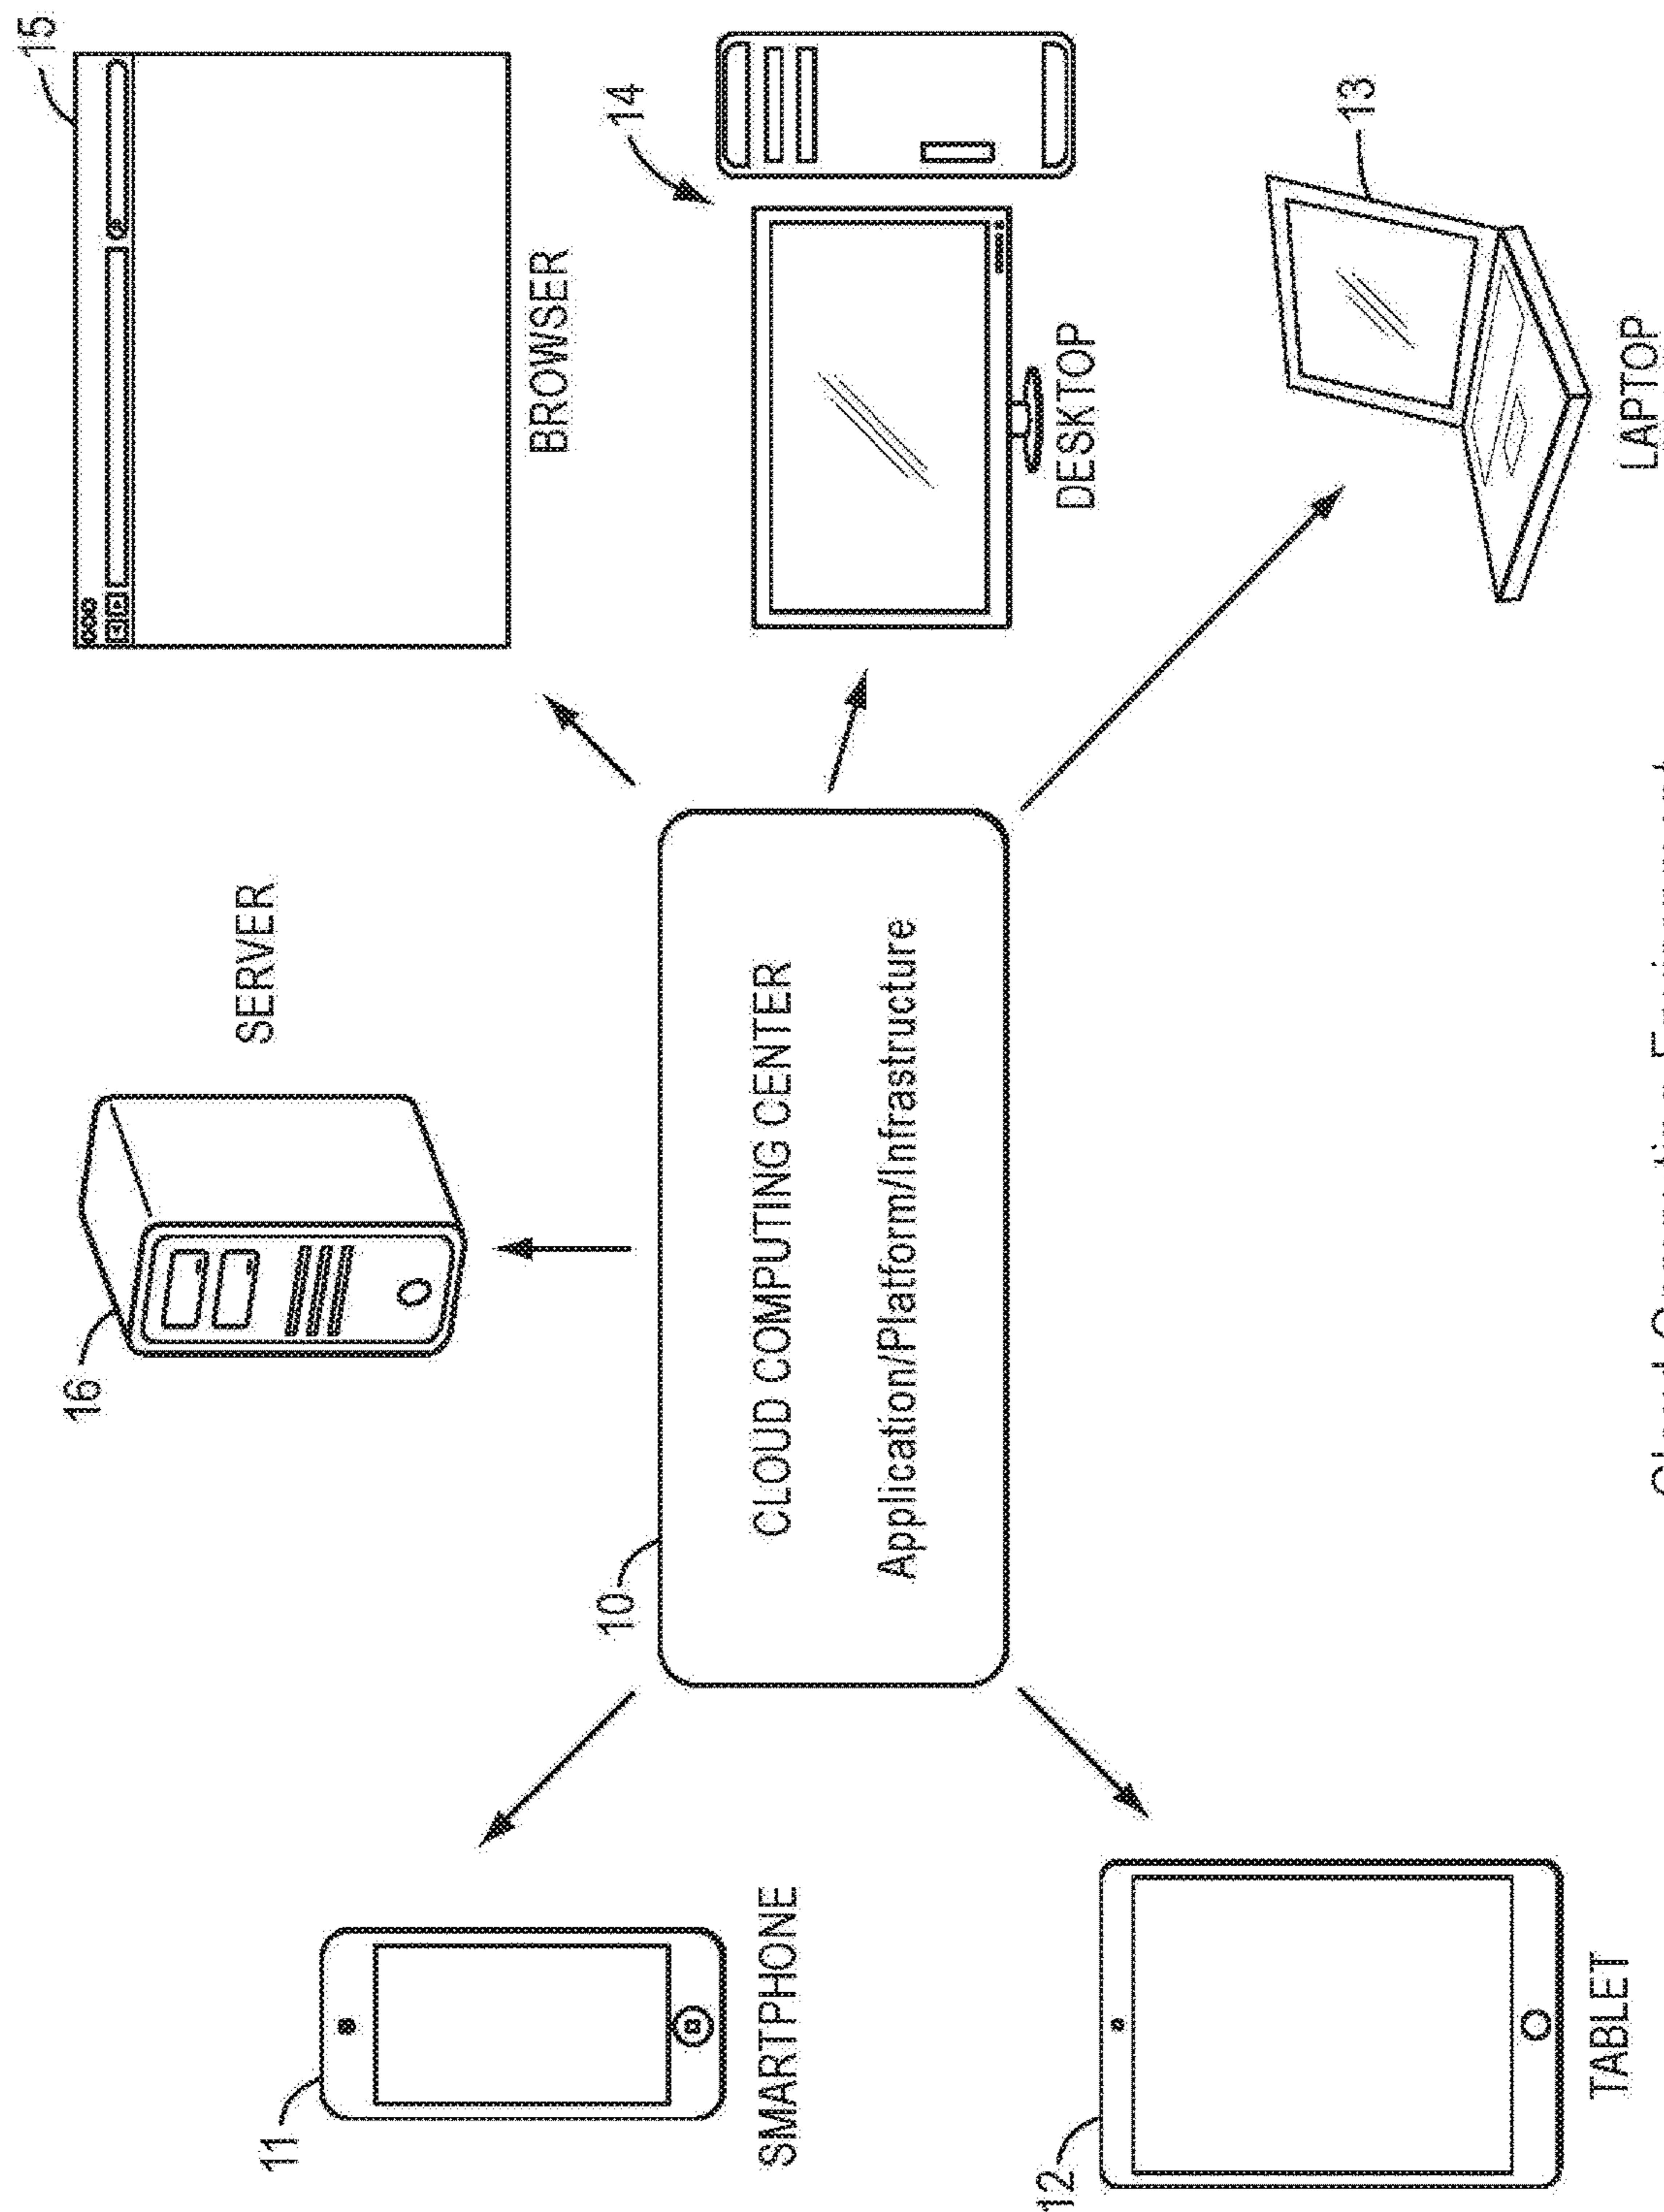 16
SERVER
15
BROWSER
11
SMARTPHONE
10
CLOUD COMPUTING CENTER
Application/Platform/Infrastructure
14
DESKTOP
12
TABLET
13
LAPTOP